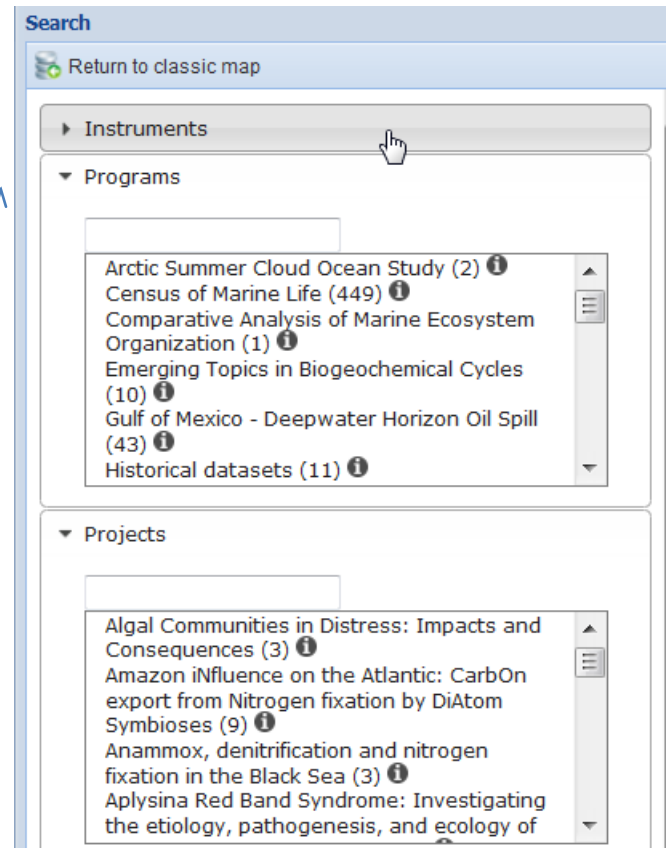 Search
Return to classic map
Instruments
Programs
Arctic Summer Cloud Ocean Study (2)
Census of Marine Life (449)
Comparative Analysis of Marine Ecosystem
Organization (1)
Emerging Topics in Biogeochemical Cycles
(10)
Gulf of Mexico - Deepwater Horizon Oil Spill
(43)
Historical datasets (11)
Projects
Algal Communities in Distress: Impacts and
Consequences (3)
Amazon iNfluence on the Atlantic: CarbOn
export from Nitrogen fixation by DiAtom
Symbioses (9)
Anammox, denitrification and nitrogen
fixation in the Black Sea (3)
Aplysina Red Band Syndrome: Investigating
the etiology, pathogenesis, and ecology of